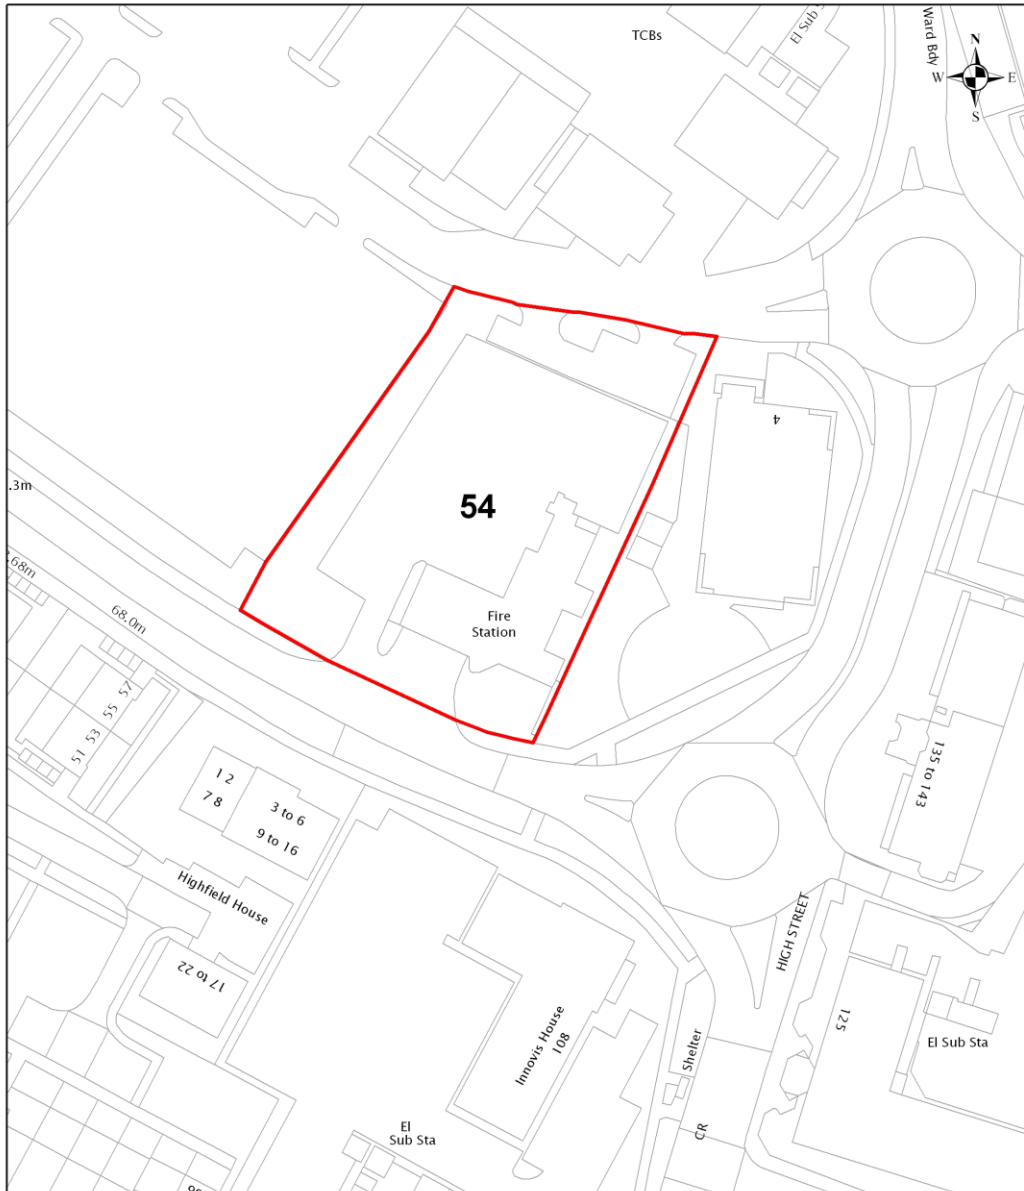 TCBs
El Sub S
Ward Bdy
N
W E
S
4
.3m
54
.68m
68.0m
Fire
Station
51 53 55 57
1 2
7 8
3 to 6
9 to 16
135 to 143
Highfield House
17 to 22
HIGH STREET
Innovis House
108
Shelter
125
El Sub Sta
El
Sub Sta
CR